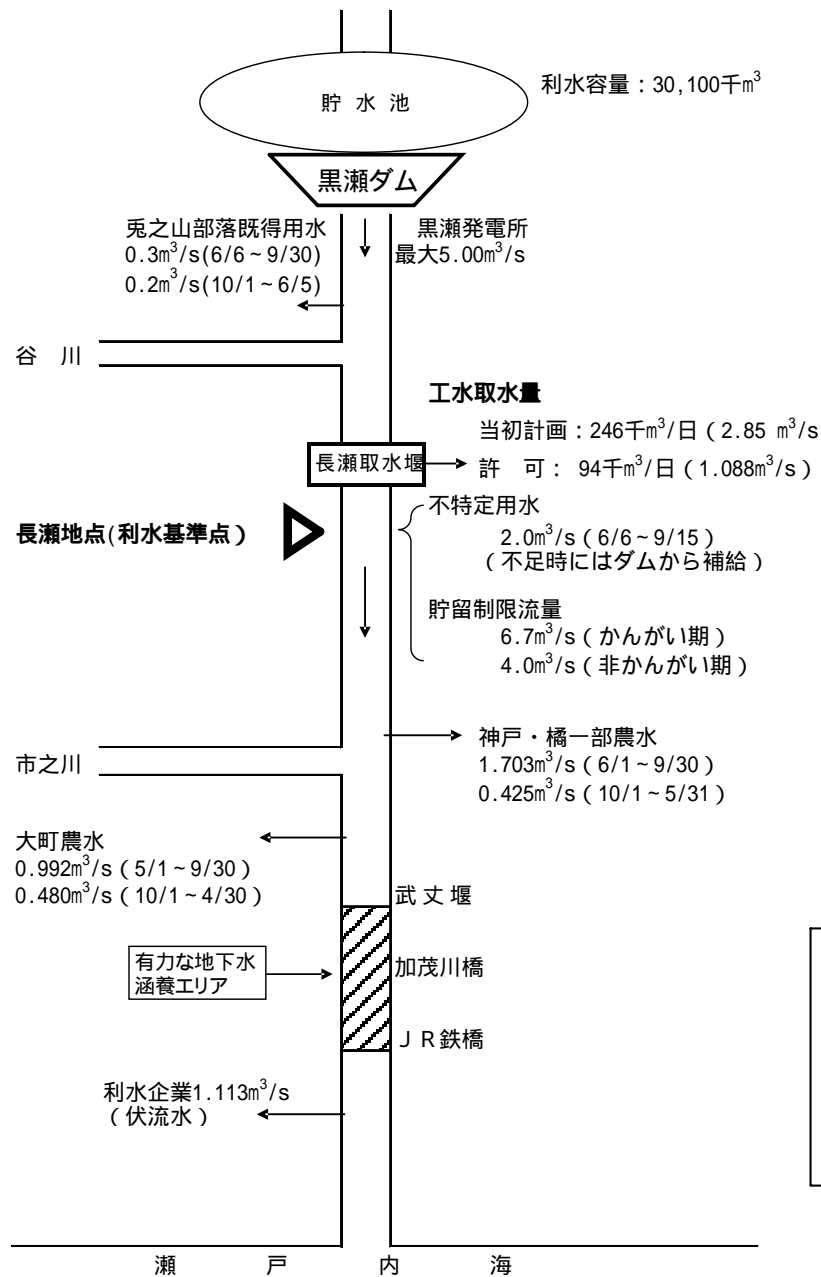 利水容量：30,100千m³
貯 水 池
黒瀬ダム
兎之山部落既得用水
0.3m³/s(6/6～9/30)
0.2m³/s(10/1～6/5)
黒瀬発電所
最大5.00m³/s
谷 川
工水取水量
当初計画：246千m³/日（2.85 m³/s
長瀬取水堰
許 可： 94千m³/日（1.088m³/s）
長瀬地点(利水基準点）
不特定用水
2.0m³/s（6/6～9/15）
（不足時にはダムから補給）
貯留制限流量
6.7m³/s（かんがい期）
4.0m³/s（非かんがい期）
市之川
神戸・橘一部農水
1.703m³/s（6/1～9/30）
0.425m³/s（10/1～5/31）
大町農水
0.992m³/s（5/1～9/30）
0.480m³/s（10/1～4/30）
武丈堰
有力な地下水
涵養エリア
加茂川橋
ＪＲ鉄橋
利水企業1.113m³/s
（伏流水）
瀬 戸 内 海